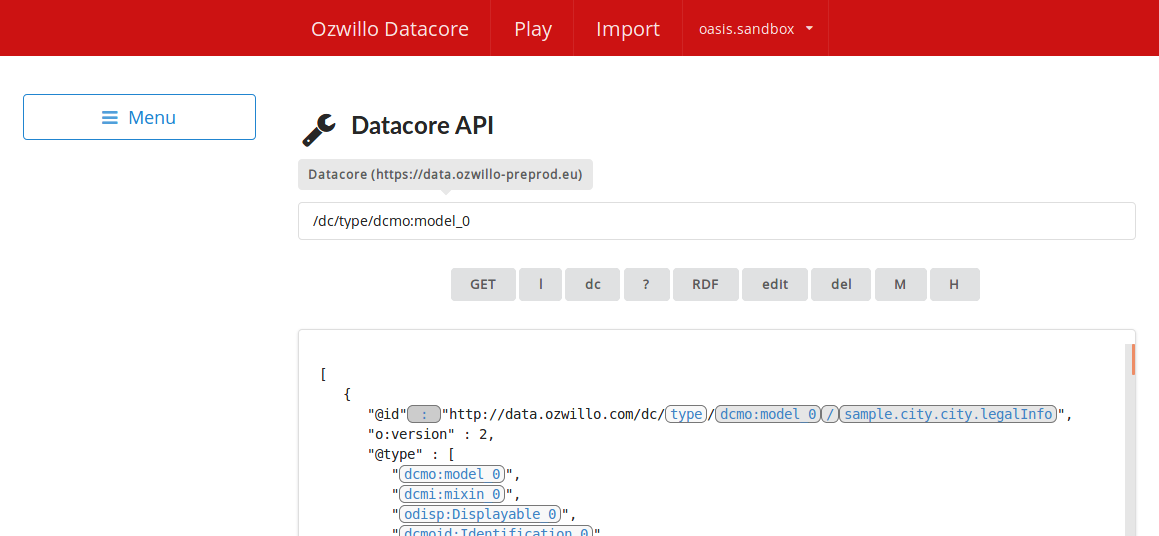 Ozwillo Datacore Play Import oasis.sandbox
Menu
Datacore API
Datacore (https://data.ozwillo-preprod.eu)
/dc/type/dcmo:model_0
GET l dc ? RDF edit del M H
[
{
"@id" : "http://data.ozwillo.com/dc/type/dcmo:model_0/sample.city.city.legalInfo",
"o:version" : 2,
"@type" : [
"dcmo:model_0",
"dcmi:mixin_0",
"odisp:Displayable_0",
"dcmoid:Identification_0"